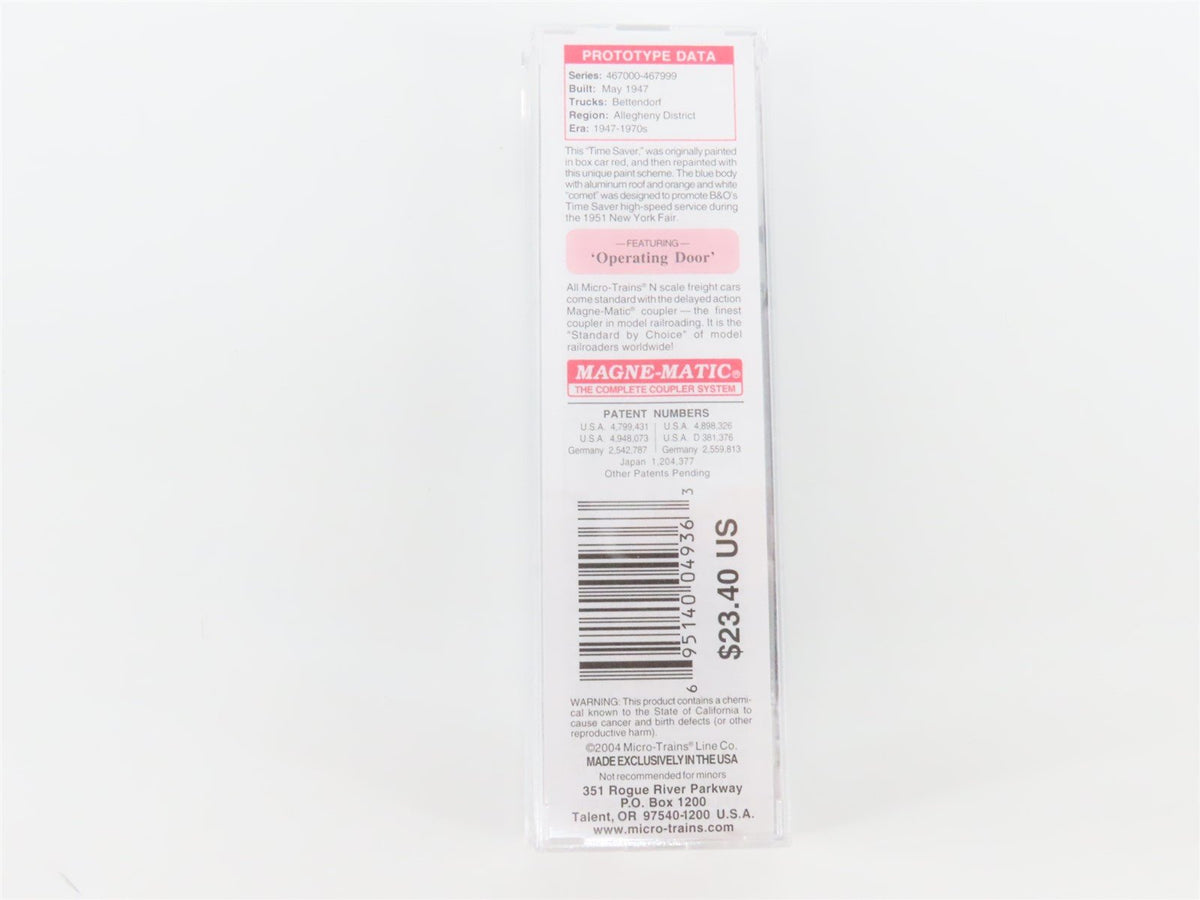 PROTOTYPE DATA
Series: 467000-467999
Built: May 1947
Trucks: Bettendorf
Region: Allegheny District
Era: 1947-1970s
This "Time Saver," was originally painted
in box car red, and then repainted with
this unique paint scheme. The blue body
with aluminum roof and orange and white
"comet" was designed to promote B&O's
Time Saver high-speed service during
the 1951 New York Fair.
—FEATURING—
'Operating Door'
All Micro-Trains® N scale freight cars
come standard with the delayed action
Magne-Matic® coupler — the finest
coupler in model railroading. It is the
"Standard by Choice" of model
railroaders worldwide!
MAGNE-MATIC®
THE COMPLETE COUPLER SYSTEM
PATENT NUMBERS
U.S.A. 4,799,431 | U.S.A. 4,898,326
U.S.A. 4,948,073 | U.S.A. D 381,376
Germany 2,542,787 | Germany 2,559,813
Japan 1,204,377
Other Patents Pending
6 95140 04936 3
$23.40 US
WARNING: This product contains a chemi-
cal known to the State of California to
cause cancer and birth defects (or other
reproductive harm).
©2004 Micro-Trains® Line Co.
MADE EXCLUSIVELY IN THE USA
Not recommended for minors
351 Rogue River Parkway
P.O. Box 1200
Talent, OR 97540-1200 U.S.A.
www.micro-trains.com